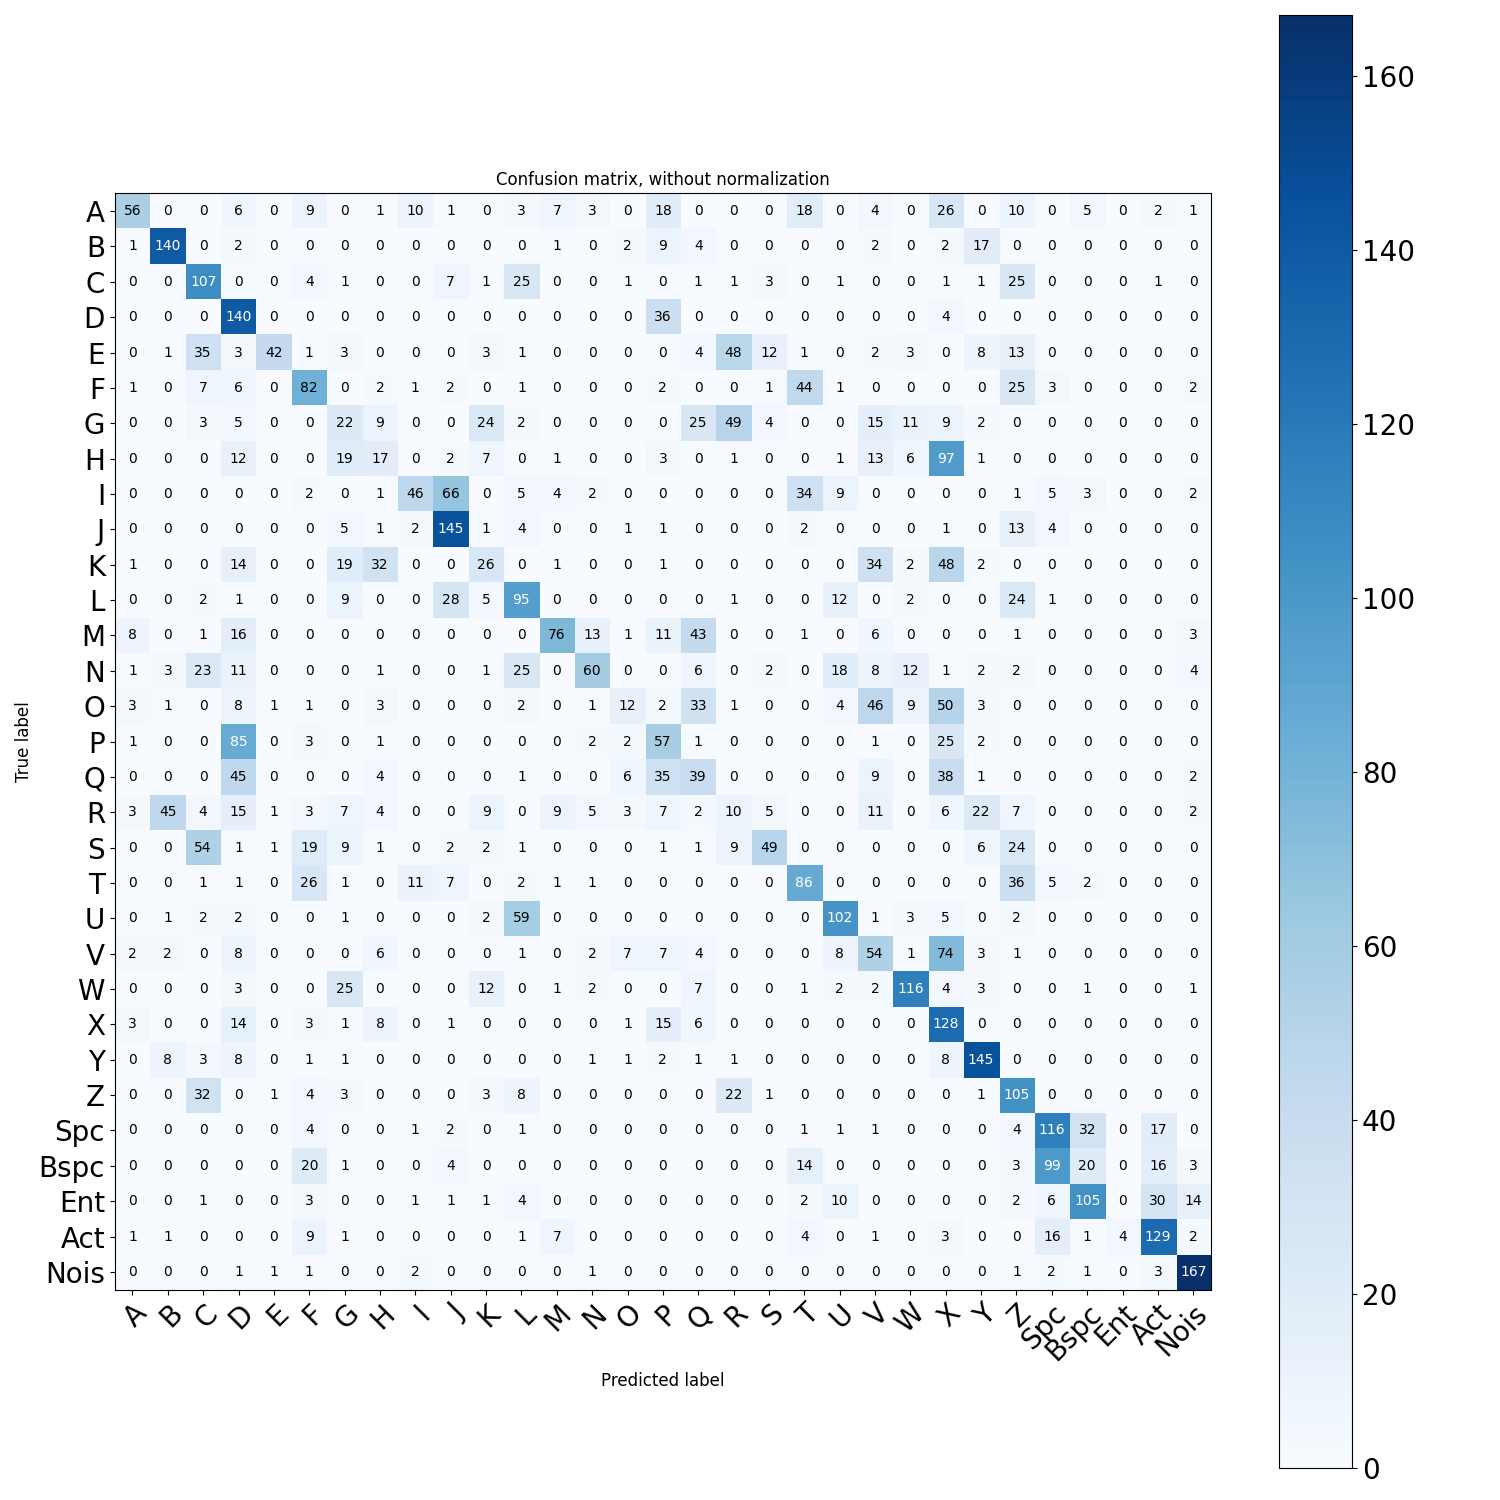 Confusion matrix, without normalization
A 56 0 0 6 0 9 0 1 10 1 0 3 7 3 0 18 0 0 0 18 0 4 0 26 0 10 0 5 0 2 1
B 1 140 0 2 0 0 0 0 0 0 0 0 1 0 2 9 4 0 0 0 0 2 0 2 17 0 0 0 0 0 0
C 0 0 107 0 0 4 1 0 0 7 1 25 0 0 1 0 1 1 3 0 1 0 0 1 1 25 0 0 0 1 0
D 0 0 0 140 0 0 0 0 0 0 0 0 0 0 0 36 0 0 0 0 0 0 0 4 0 0 0 0 0 0 0
E 0 1 35 3 42 1 3 0 0 0 3 1 0 0 0 0 4 48 12 1 0 2 3 0 8 13 0 0 0 0 0
F 1 0 7 6 0 82 0 2 1 2 0 1 0 0 0 2 0 0 1 44 1 0 0 0 0 25 3 0 0 0 2
G 0 0 3 5 0 0 22 9 0 0 24 2 0 0 0 0 25 49 4 0 0 15 11 9 2 0 0 0 0 0 0
H 0 0 0 12 0 0 19 17 0 2 7 0 1 0 0 3 0 1 0 0 1 13 6 97 1 0 0 0 0 0 0
I 0 0 0 0 0 2 0 1 46 66 0 5 4 2 0 0 0 0 0 34 9 0 0 0 0 1 5 3 0 0 2
J 0 0 0 0 0 0 5 1 2 145 1 4 0 0 1 1 0 0 0 2 0 0 0 1 0 13 4 0 0 0 0
K 1 0 0 14 0 0 19 32 0 0 26 0 1 0 0 1 0 0 0 0 0 34 2 48 2 0 0 0 0 0 0
L 0 0 2 1 0 0 9 0 0 28 5 95 0 0 0 0 0 1 0 0 12 0 2 0 0 24 1 0 0 0 0
M 8 0 1 16 0 0 0 0 0 0 0 0 76 13 1 11 43 0 0 1 0 6 0 0 0 1 0 0 0 0 3
N 1 3 23 11 0 0 0 1 0 0 1 25 0 60 0 0 6 0 2 0 18 8 12 1 2 2 0 0 0 0 4
O 3 1 0 8 1 1 0 3 0 0 0 2 0 1 12 2 33 1 0 0 4 46 9 50 3 0 0 0 0 0 0
P 1 0 0 85 0 3 0 1 0 0 0 0 0 2 2 57 1 0 0 0 0 1 0 25 2 0 0 0 0 0 0
Q 0 0 0 45 0 0 0 4 0 0 0 1 0 0 6 35 39 0 0 0 0 9 0 38 1 0 0 0 0 0 2
R 3 45 4 15 1 3 7 4 0 0 9 0 9 5 3 7 2 10 5 0 0 11 0 6 22 7 0 0 0 0 2
S 0 0 54 1 1 19 9 1 0 2 2 1 0 0 0 1 1 9 49 0 0 0 0 0 6 24 0 0 0 0 0
T 0 0 1 1 0 26 1 0 11 7 0 2 1 1 0 0 0 0 0 86 0 0 0 0 0 36 5 2 0 0 0
U 0 1 2 2 0 0 1 0 0 0 2 59 0 0 0 0 0 0 0 0 102 1 3 5 0 2 0 0 0 0 0
V 2 2 0 8 0 0 0 6 0 0 0 1 0 2 7 7 4 0 0 0 8 54 1 74 3 1 0 0 0 0 0
W 0 0 0 3 0 0 25 0 0 0 12 0 1 2 0 0 7 0 0 1 2 2 116 4 3 0 0 1 0 0 1
X 3 0 0 14 0 3 1 8 0 1 0 0 0 0 1 15 6 0 0 0 0 0 0 128 0 0 0 0 0 0 0
Y 0 8 3 8 0 1 1 0 0 0 0 0 0 1 1 2 1 1 0 0 0 0 0 8 145 0 0 0 0 0 0
Z 0 0 32 0 1 4 3 0 0 0 3 8 0 0 0 0 0 22 1 0 0 0 0 0 1 105 0 0 0 0 0
Spc 0 0 0 0 0 4 0 0 1 2 0 1 0 0 0 0 0 0 0 1 1 1 0 0 0 4 116 32 0 17 0
Bspc 0 0 0 0 0 20 1 0 0 4 0 0 0 0 0 0 0 0 0 14 0 0 0 0 0 3 99 20 0 16 3
Ent 0 0 1 0 0 3 0 0 1 1 1 4 0 0 0 0 0 0 0 2 10 0 0 0 0 2 6 105 0 30 14
Act 1 1 0 0 0 9 1 0 0 0 0 1 7 0 0 0 0 0 0 4 0 1 0 3 0 0 16 1 4 129 2
Nois 0 0 0 1 1 1 0 0 2 0 0 0 0 1 0 0 0 0 0 0 0 0 0 0 0 1 2 1 0 3 167
A B C D E F G H I J K L M N O P Q R S T U V W X Y Z Spc Bspc Ent Act Nois
Predicted label
True label
160
140
120
100
80
60
40
20
0